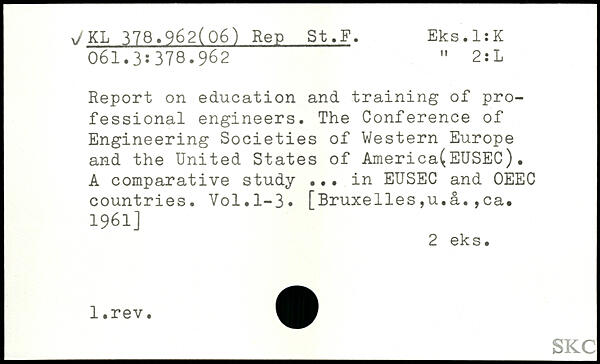 ✓ KL 378.962(06) Rep St.F. Eks.1:K
061.3:378.962 " 2:L
Report on education and training of pro-
fessional engineers. The Conference of
Engineering Societies of Western Europe
and the United States of America(EUSEC).
A comparative study ... in EUSEC and OEEC
countries. Vol.1-3. [Bruxelles,u.å.,ca.
1961]
2 eks.
1.rev.
SKC